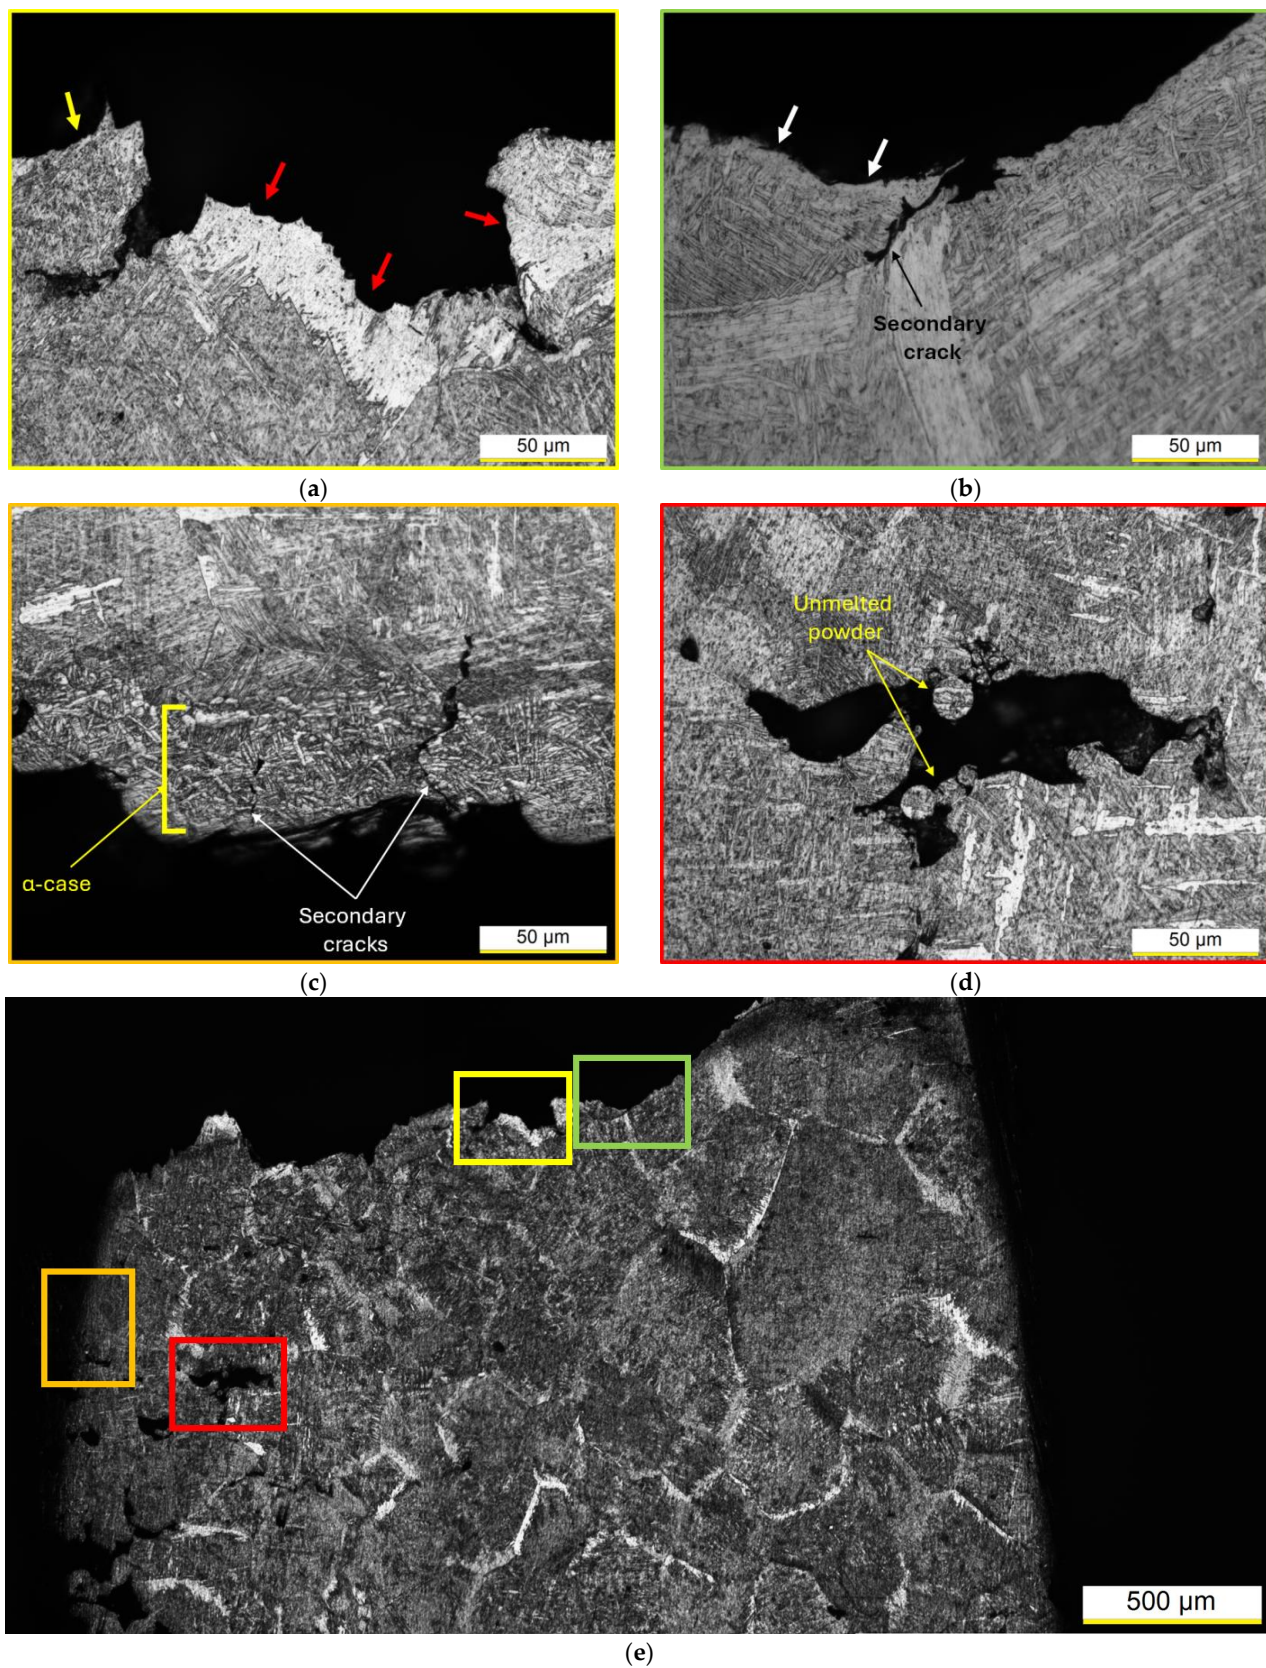 50 µm
Secondary
crack
50 µm
(a)
(b)
α-case
Secondary
cracks
50 µm
Unmelted
powder
50 µm
(c)
(d)
500 µm
(e)